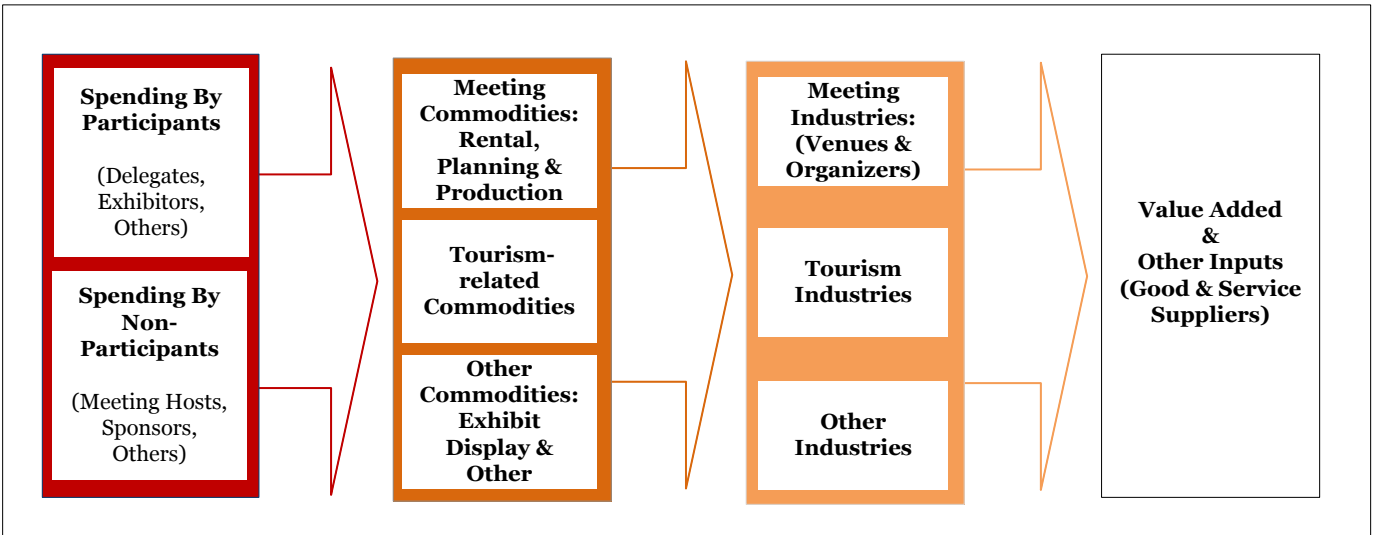 Spending By
Participants
(Delegates,
Exhibitors,
Others)
Spending By
Non-
Participants
(Meeting Hosts,
Sponsors,
Others)
Meeting
Commodities:
Rental,
Planning &
Production
Tourism-
related
Commodities
Other
Commodities:
Exhibit
Display &
Other
Meeting
Industries:
(Venues &
Organizers)
Tourism
Industries
Other
Industries
Value Added
&
Other Inputs
(Good & Service
Suppliers)